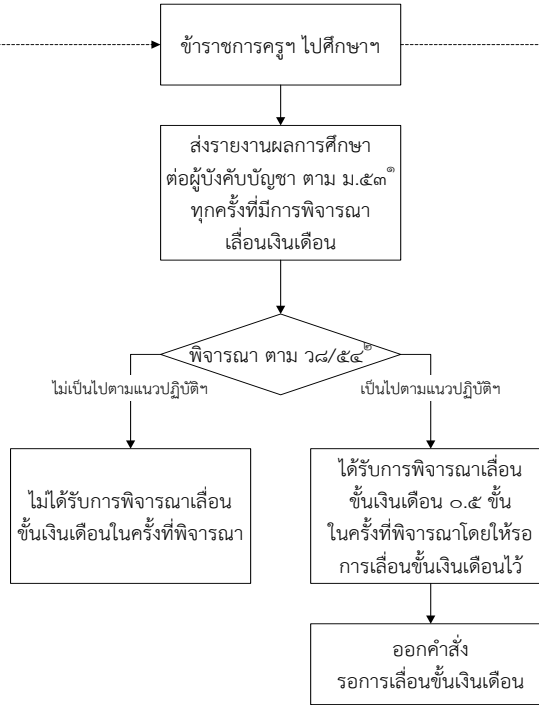 ข้าราชการครูฯ ไปศึกษาฯ
ส่งรายงานผลการศึกษา
ต่อผู้บังคับบัญชา ตาม ม.๕๓๑
ทุกครั้งที่มีการพิจารณา
เลื่อนเงินเดือน
พิจารณา ตาม ว๘/๕๔๒
ไม่เป็นไปตามแนวปฏิบัติฯ
เป็นไปตามแนวปฏิบัติฯ
ไม่ได้รับการพิจารณาเลื่อน
ขั้นเงินเดือนในครั้งที่พิจารณา
ได้รับการพิจารณาเลื่อน
ขั้นเงินเดือน ๐.๕ ขั้น
ในครั้งที่พิจารณาโดยให้รอ
การเลื่อนขั้นเงินเดือนไว้
ออกคำสั่ง
รอการเลื่อนขั้นเงินเดือน